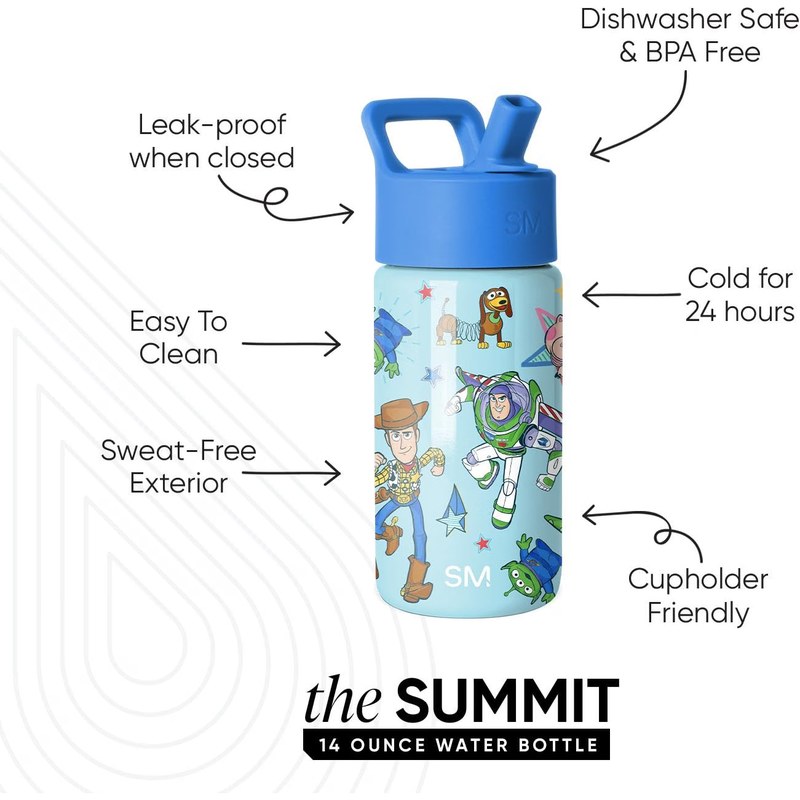 Dishwasher Safe
& BPA Free
Leak-proof
when closed
SM
Cold for
24 hours
Easy To
Clean
Sweat-Free
Exterior
SM
Cupholder
Friendly
the SUMMIT
14 OUNCE WATER BOTTLE